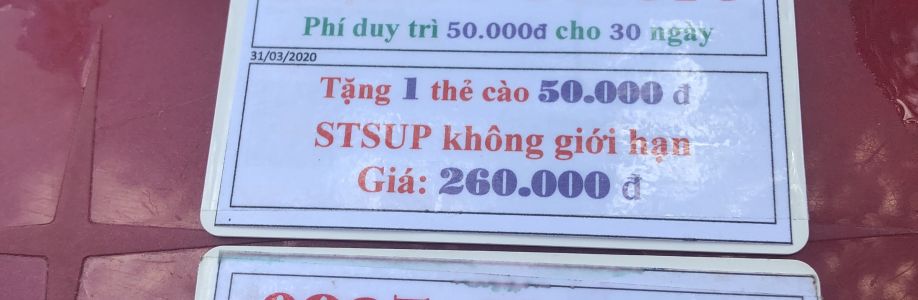 Phí duy trì 50.000đ cho 30 ngày
31/03/2020
Tặng 1 thẻ cào 50.000 đ
STSUP không giới hạn
Giá: 260.000 đ